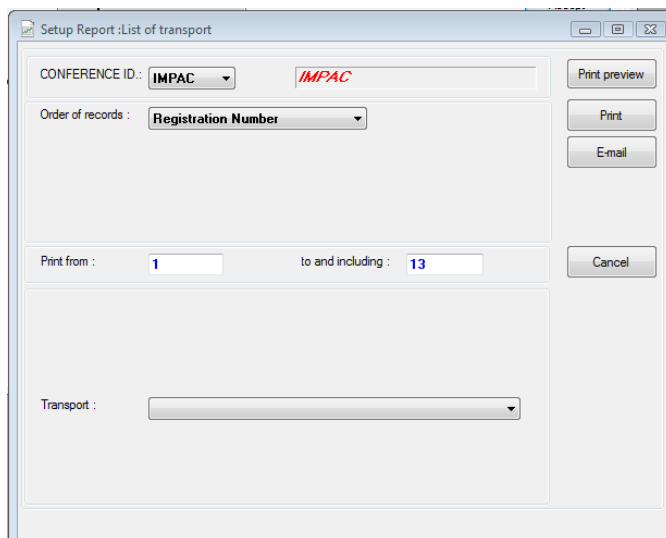 Setup Report :List of transport
CONFERENCE ID.: IMPAC IMPAC Print preview
Order of records : Registration Number Print
E-mail
Print from : 1 to and including : 13 Cancel
Transport :